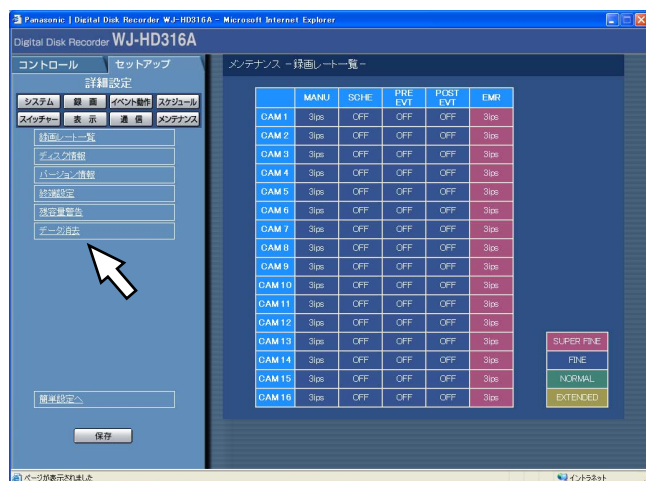 Panasonic | Digital Disk Recorder WJ-HD316A - Microsoft Internet Explorer
Digital Disk Recorder WJ-HD316A
コントロール セットアップ
詳細設定
システム 録 画 イベント動作 スケジュール
スイッチャー 表 示 通 信 メンテナンス
録画レート一覧
ディスク情報
バージョン情報
終端設定
残容量警告
データ消去
簡単設定へ
保存
メンテナンス －録画レート一覧－
MANU SCHE PRE EVT POST EVT EMR
CAM 1 3ips OFF OFF OFF 3ips
CAM 2 3ips OFF OFF OFF 3ips
CAM 3 3ips OFF OFF OFF 3ips
CAM 4 3ips OFF OFF OFF 3ips
CAM 5 3ips OFF OFF OFF 3ips
CAM 6 3ips OFF OFF OFF 3ips
CAM 7 3ips OFF OFF OFF 3ips
CAM 8 3ips OFF OFF OFF 3ips
CAM 9 3ips OFF OFF OFF 3ips
CAM 10 3ips OFF OFF OFF 3ips
CAM 11 3ips OFF OFF OFF 3ips
CAM 12 3ips OFF OFF OFF 3ips
CAM 13 3ips OFF OFF OFF 3ips
CAM 14 3ips OFF OFF OFF 3ips
CAM 15 3ips OFF OFF OFF 3ips
CAM 16 3ips OFF OFF OFF 3ips
SUPER FINE
FINE
NORMAL
EXTENDED
ページが表示されました イントラネット